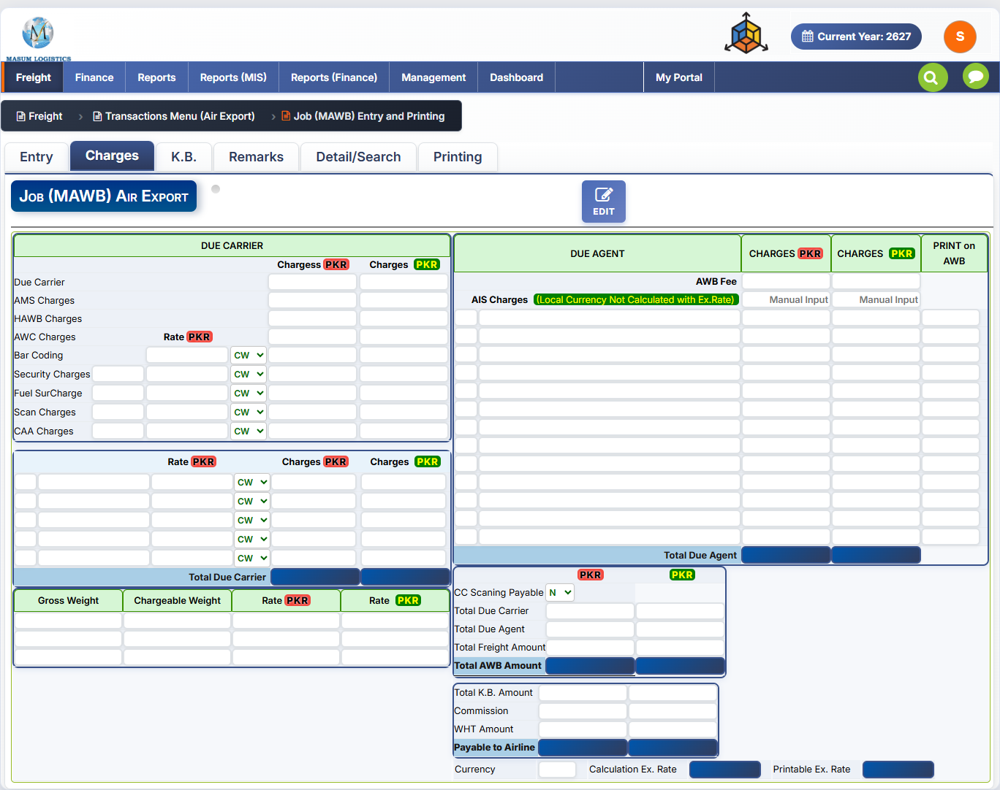 M
MASUM LOGISTICS
Current Year: 2627
S
Freight
Finance
Reports
Reports (MIS)
Reports (Finance)
Management
Dashboard
My Portal
Freight › Transactions Menu (Air Export) › Job (MAWB) Entry and Printing
Entry
Charges
K.B.
Remarks
Detail/Search
Printing
Job (MAWB) Air Export
EDIT
DUE CARRIER
Chargess PKR
Charges PKR
Due Carrier
AMS Charges
HAWB Charges
AWC Charges
Rate PKR
Bar Coding
CW
Security Charges
CW
Fuel SurCharge
CW
Scan Charges
CW
CAA Charges
CW
Rate PKR
Charges PKR
Charges PKR
CW
CW
CW
CW
CW
Total Due Carrier
Gross Weight
Chargeable Weight
Rate PKR
Rate PKR
DUE AGENT
CHARGES PKR
CHARGES PKR
PRINT on
AWB
AWB Fee
AIS Charges (Local Currency Not Calculated with Ex.Rate)
Manual Input
Manual Input
Total Due Agent
PKR
PKR
CC Scaning Payable
N
Total Due Carrier
Total Due Agent
Total Freight Amount
Total AWB Amount
Total K.B. Amount
Commission
WHT Amount
Payable to Airline
Currency
Calculation Ex. Rate
Printable Ex. Rate